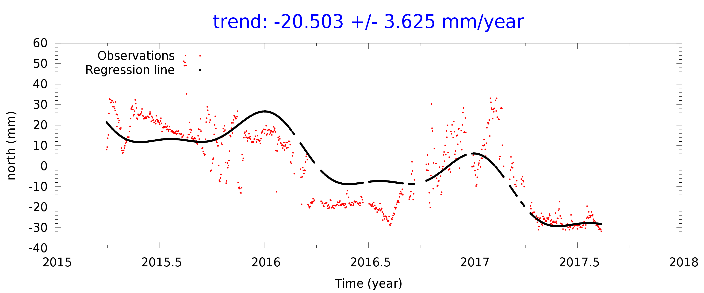 trend: -20.503 +/- 3.625 mm/year
60
50
40
30
20
10
0
-10
-20
-30
-40
north (mm)
Observations
Regression line
2015 2015.5 2016 2016.5 2017 2017.5 2018
Time (year)